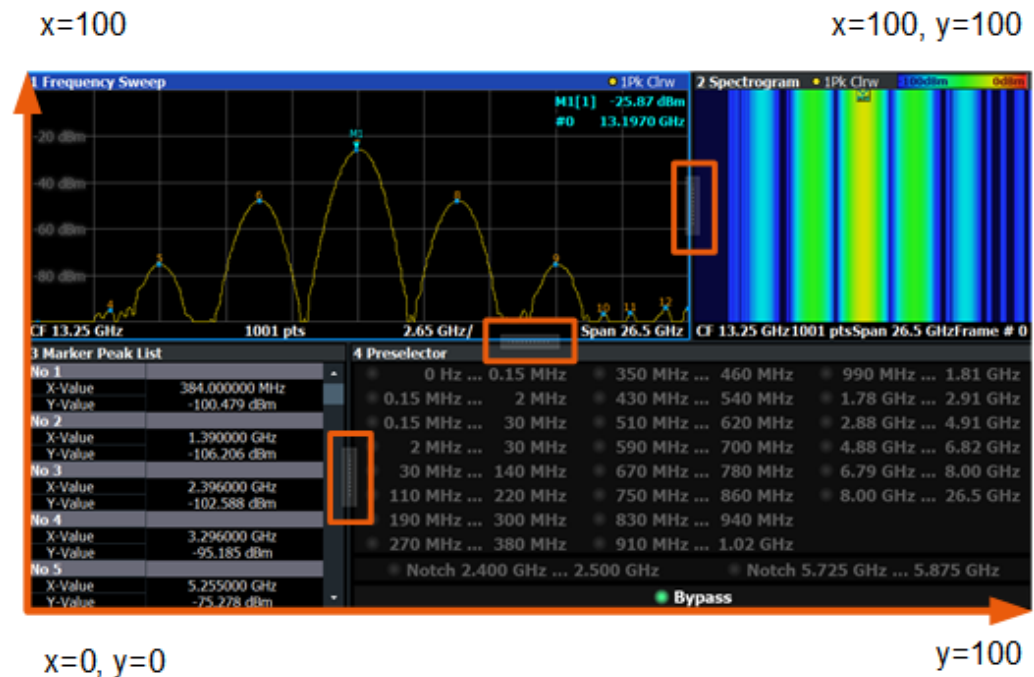 x=100
x=100, y=100
1 Frequency Sweep
1Pk Clrw
2 Spectrogram
1Pk Clrw
-100dBm
0dBm
M1[1] -25.87 dBm
#0 13.1970 GHz
M1
-20 dBm
-40 dBm
-60 dBm
-80 dBm
4
5
6
8
9
10
11
12
CF 13.25 GHz
1001 pts
2.65 GHz/
Span 26.5 GHz
CF 13.25 GHz1001 ptsSpan 26.5 GHzFrame # 0
3 Marker Peak List
4 Preselector
No 1
X-Value 384.000000 MHz
Y-Value -100.479 dBm
No 2
X-Value 1.390000 GHz
Y-Value -106.206 dBm
No 3
X-Value 2.396000 GHz
Y-Value -102.588 dBm
No 4
X-Value 3.296000 GHz
Y-Value -95.185 dBm
No 5
X-Value 5.255000 GHz
Y-Value -75.278 dBm
0 Hz ... 0.15 MHz 350 MHz ... 460 MHz 990 MHz ... 1.81 GHz
0.15 MHz ... 2 MHz 430 MHz ... 540 MHz 1.78 GHz ... 2.91 GHz
0.15 MHz ... 30 MHz 510 MHz ... 620 MHz 2.88 GHz ... 4.91 GHz
2 MHz ... 30 MHz 590 MHz ... 700 MHz 4.88 GHz ... 6.82 GHz
30 MHz ... 140 MHz 670 MHz ... 780 MHz 6.79 GHz ... 8.00 GHz
110 MHz ... 220 MHz 750 MHz ... 860 MHz 8.00 GHz ... 26.5 GHz
190 MHz ... 300 MHz 830 MHz ... 940 MHz
270 MHz ... 380 MHz 910 MHz ... 1.02 GHz
Notch 2.400 GHz ... 2.500 GHz Notch 5.725 GHz ... 5.875 GHz
Bypass
x=0, y=0
y=100